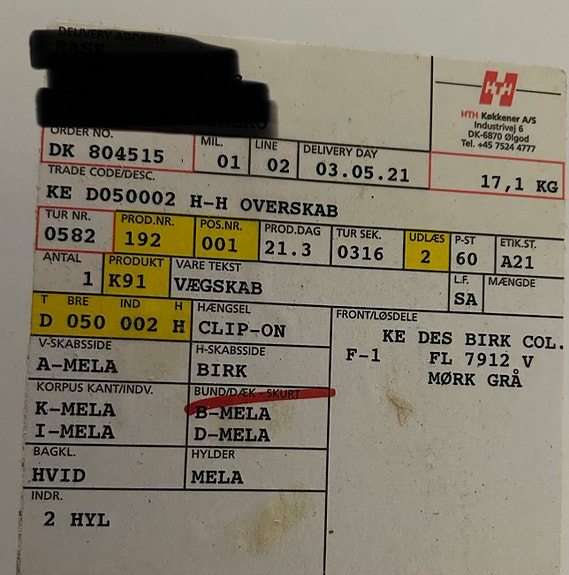 DELIVERY ADDRESS
HTH
HTH Køkkener A/S
Industrivej 6
DK-6870 Ølgod
Tel. +45 7524 4777
ORDER NO. MIL. LINE DELIVERY DAY
DK 804515 01 02 03.05.21 17,1 KG
TRADE CODE/DESC.
KE D050002 H-H OVERSKAB
TUR NR. PROD.NR. POS.NR. PROD.DAG TUR SEK. UDLÆS P-ST ETIK.ST.
0582 192 001 21.3 0316 2 60 A21
ANTAL PRODUKT VARE TEKST L.F. MÆNGDE
1 K91 VÆGSKAB SA
T BRE IND H HÆNGSEL FRONT/LØSDELE
D 050 002 H CLIP-ON KE DES BIRK COL.
V-SKABSSIDE H-SKABSSIDE F-1 FL 7912 V
A-MELA BIRK MØRK GRÅ
KORPUS KANT/INDV. BUND/DÆK - SKURT
K-MELA B-MELA
I-MELA D-MELA
BAGKL. HYLDER
HVID MELA
INDR.
2 HYL